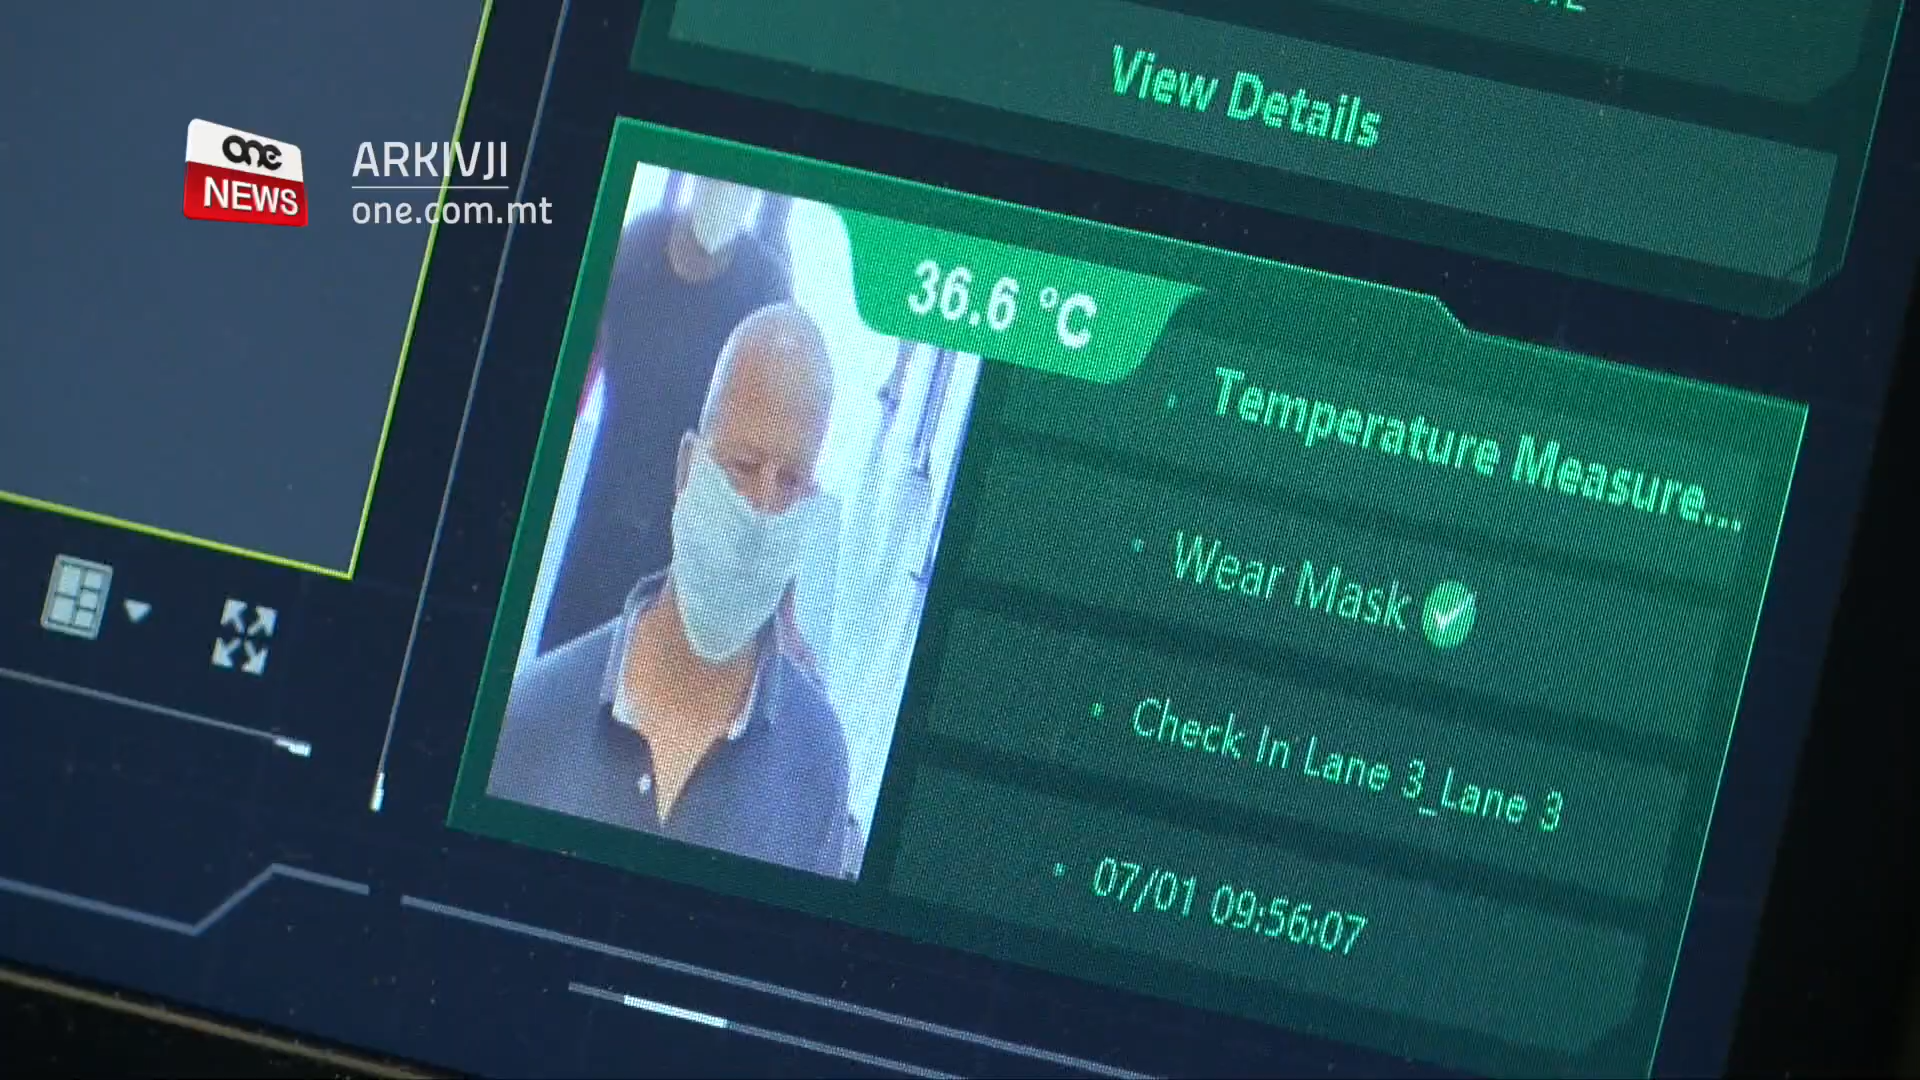 View Details
one
NEWS
ARKIVJI
one.com.mt
36.6 °C
Temperature Measure...
Wear Mask
Check In Lane 3_Lane 3
07/01 09:56:07